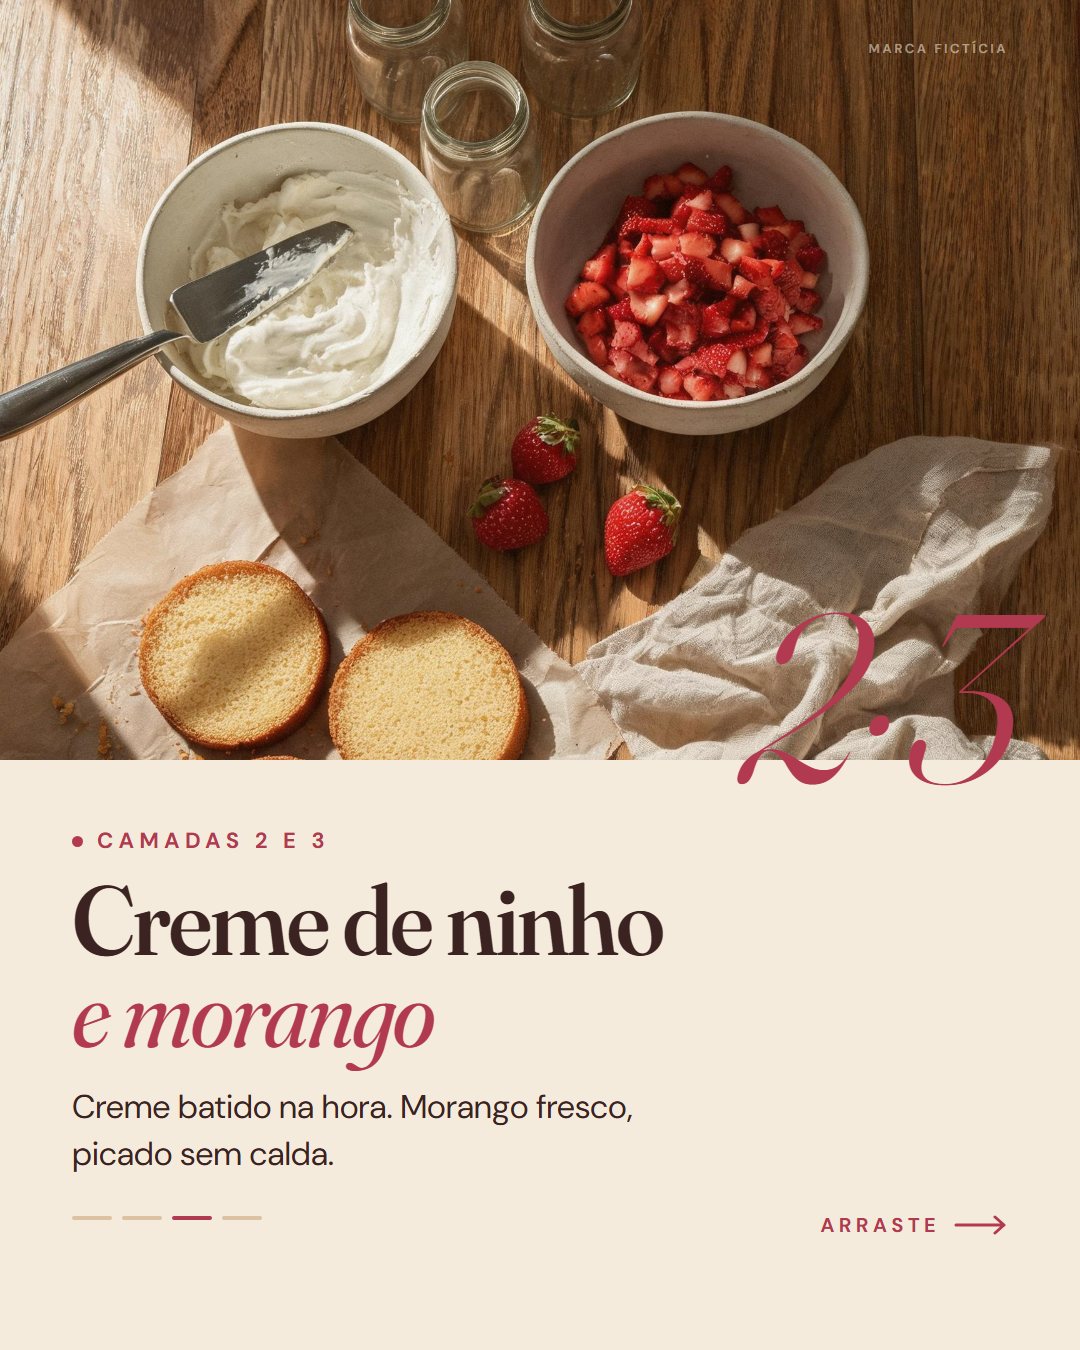 MARCA FICTÍCIA
2·3
CAMADAS 2 E 3
Creme de ninho
e morango
Creme batido na hora. Morango fresco,
picado sem calda.
ARRASTE